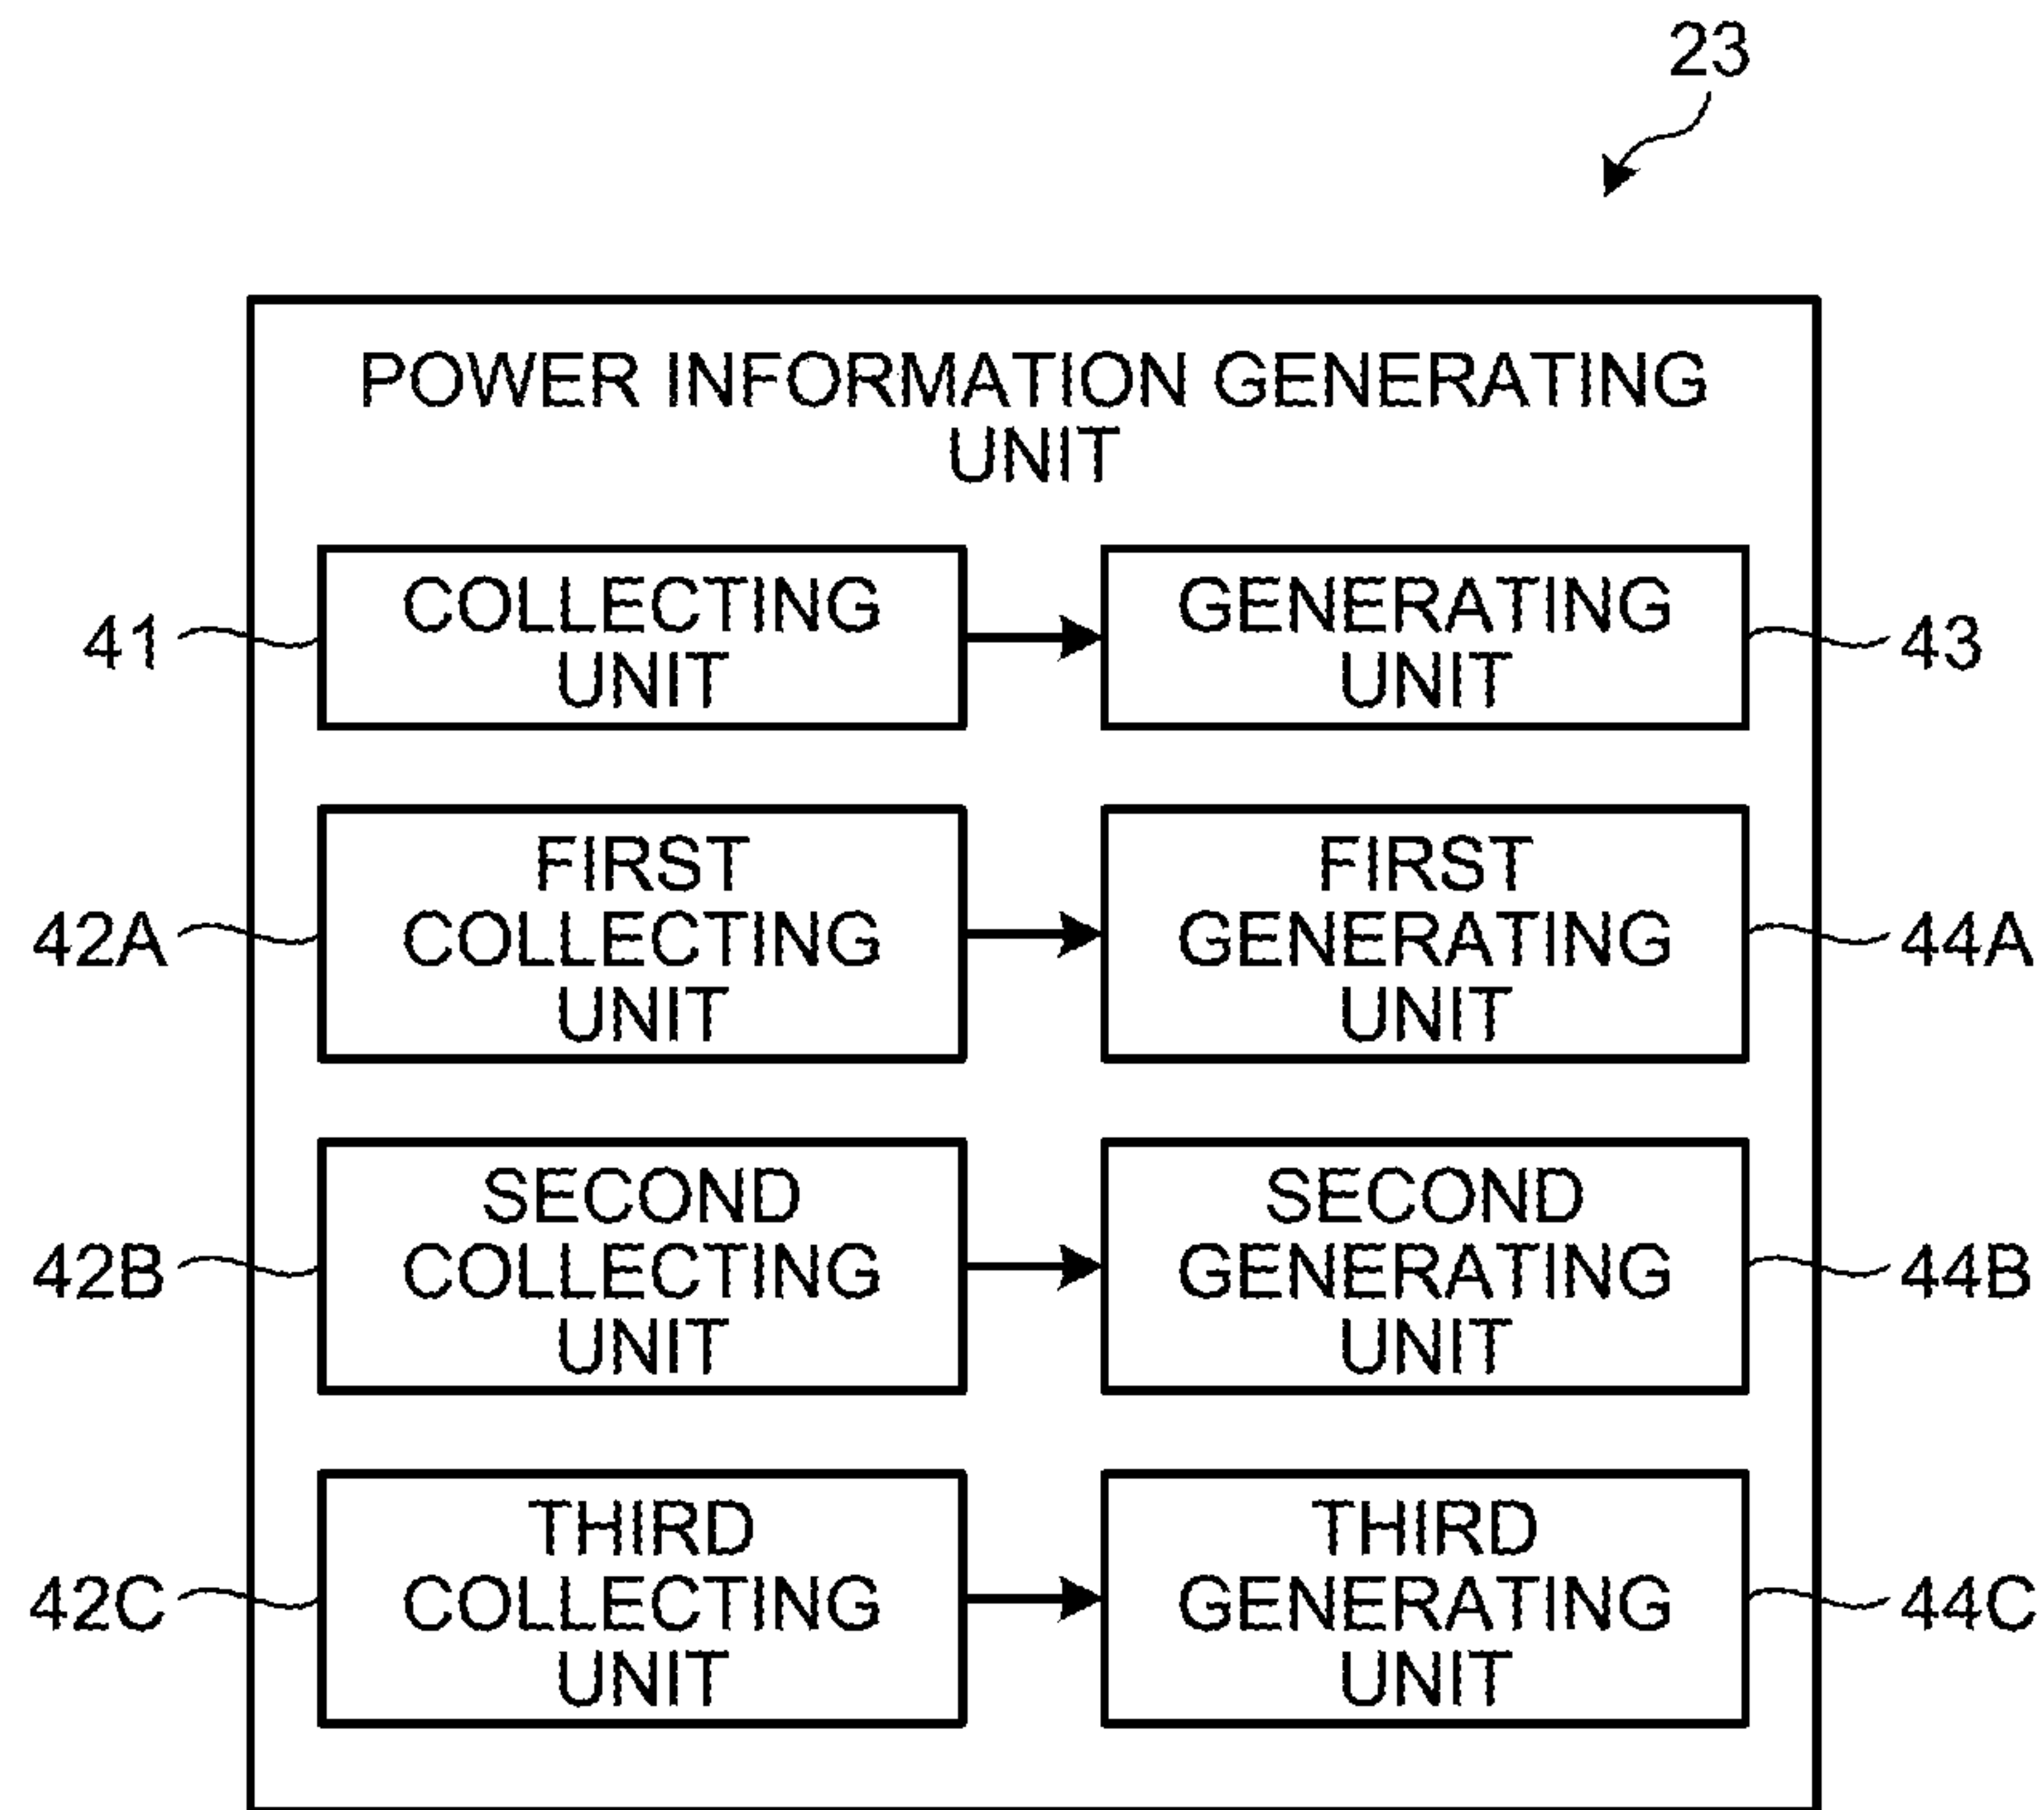 23
POWER INFORMATION GENERATING
UNIT
41
COLLECTING
UNIT
GENERATING
UNIT
43
42A
FIRST
COLLECTING
UNIT
FIRST
GENERATING
UNIT
44A
42B
SECOND
COLLECTING
UNIT
SECOND
GENERATING
UNIT
44B
42C
THIRD
COLLECTING
UNIT
THIRD
GENERATING
UNIT
44C